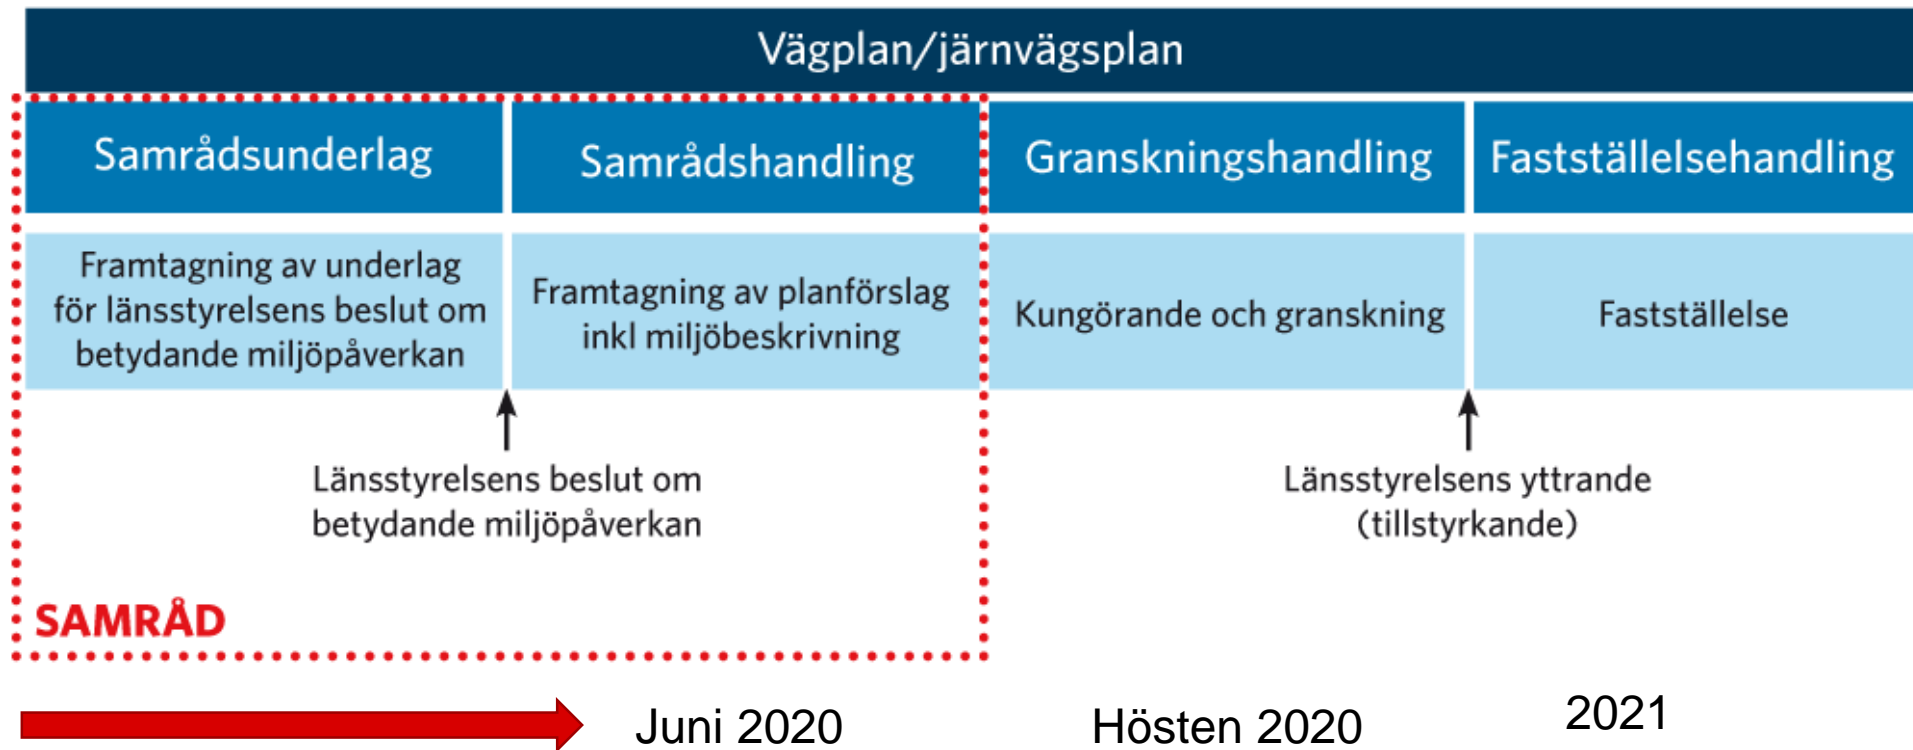 Vägplan/järnvägsplan
Samrådsunderlag
Samrådshandling
Granskningshandling
Fastställelsehandling
Framtagning av underlag
för länsstyrelsens beslut om
betydande miljöpåverkan
Framtagning av planförslag
inkl miljöbeskrivning
Kungörande och granskning
Fastställelse
Länsstyrelsens beslut om
betydande miljöpåverkan
Länsstyrelsens yttrande
(tillstyrkande)
SAMRÅD
Juni 2020
Hösten 2020
2021